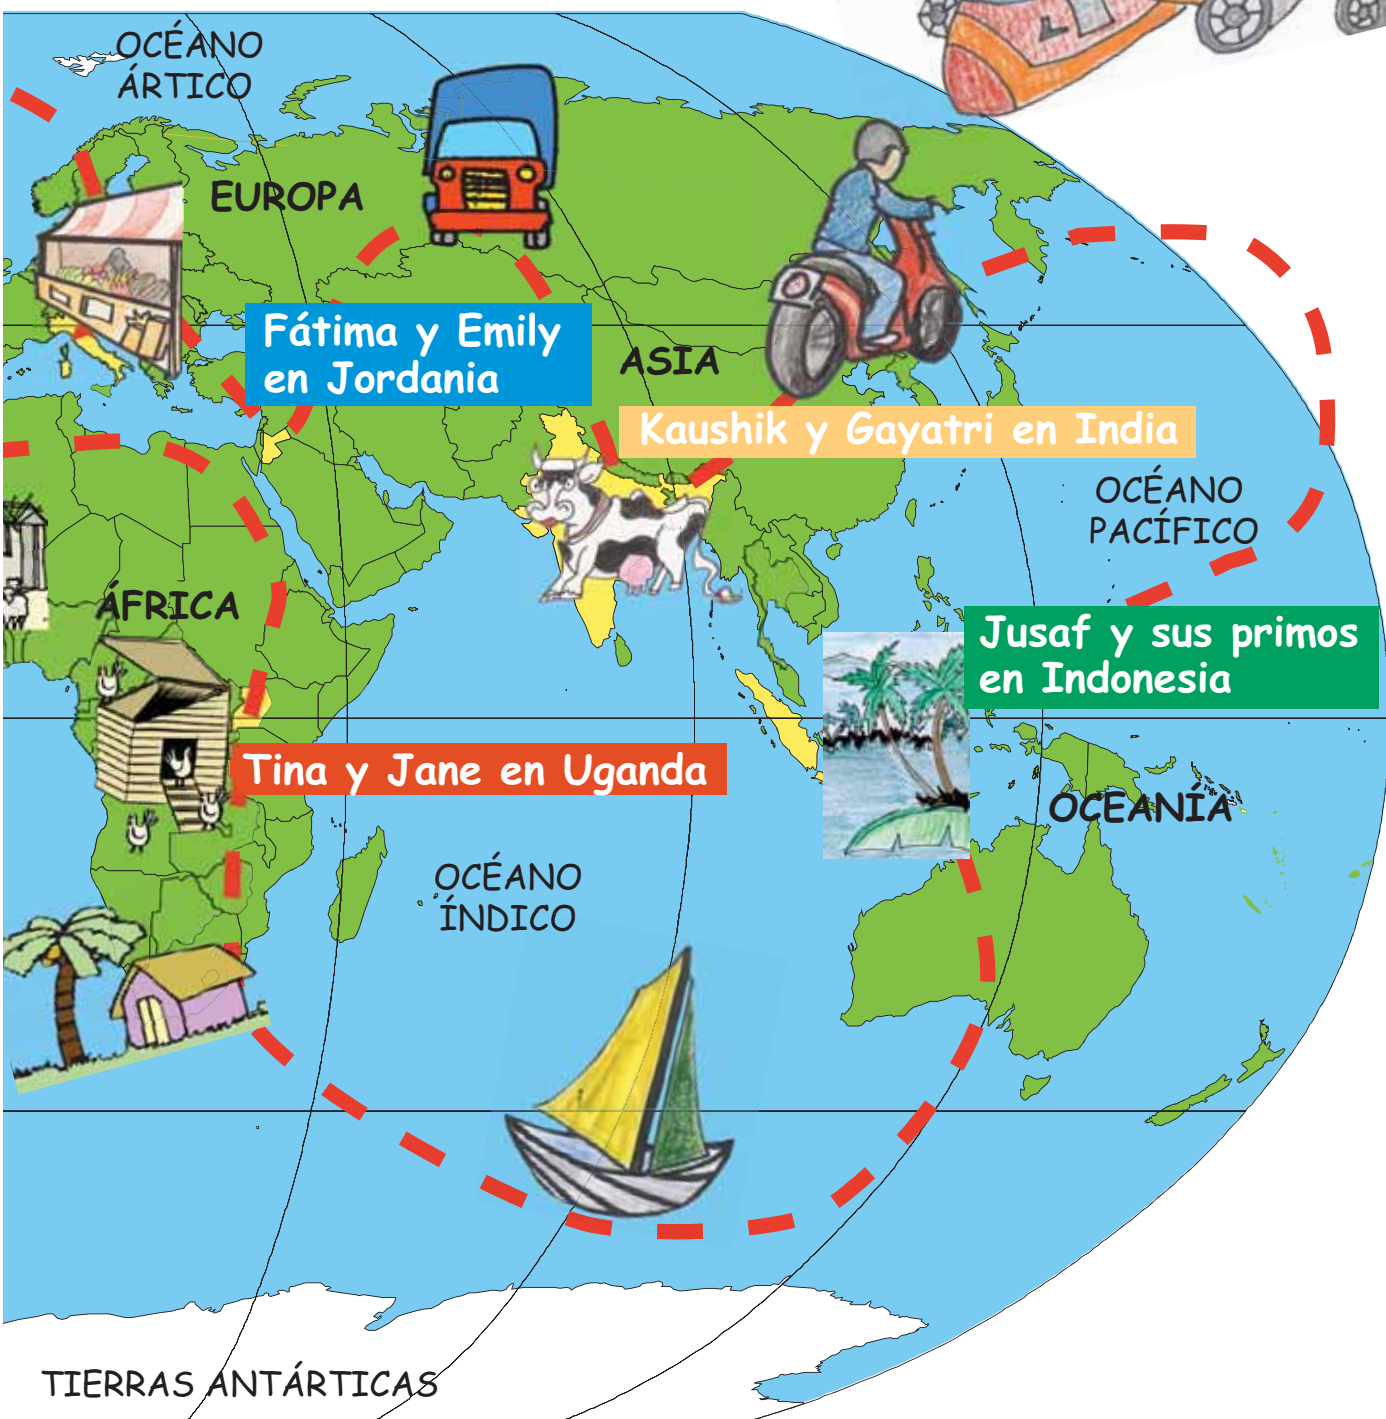 OCÉANO
ÁRTICO
EUROPA
Fátima y Emily
en Jordania
ASIA
Kaushik y Gayatri en India
OCÉANO
PACÍFICO
ÁFRICA
Jusaf y sus primos
en Indonesia
Tina y Jane en Uganda
OCEANÍA
OCÉANO
ÍNDICO
TIERRAS ANTÁRTICAS